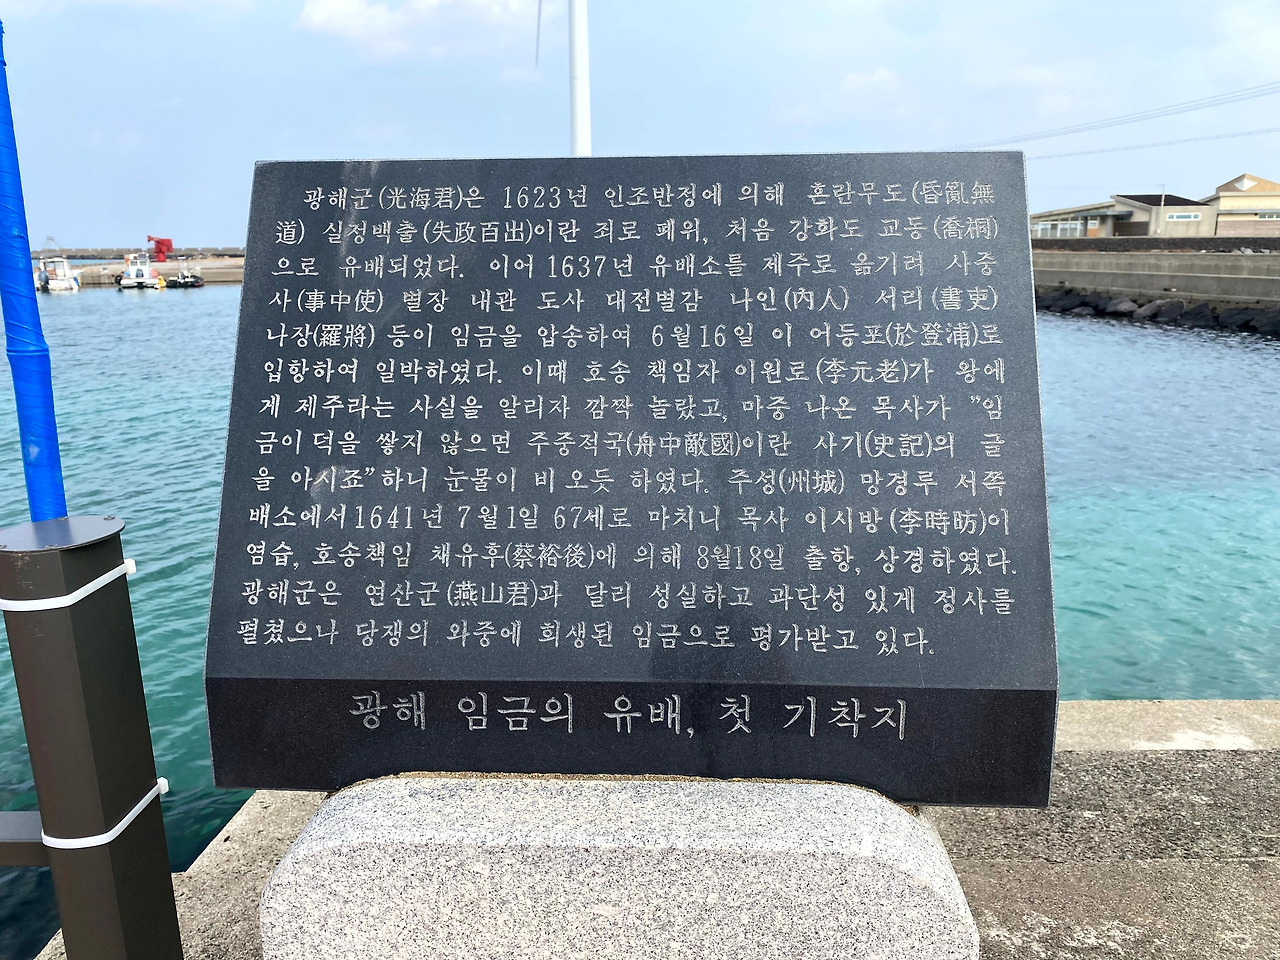 광해군(光海君)은 1623년 인조반정에 의해 혼란무도(昏亂無
道) 실정백출(失政百出)이란 죄로 폐위, 처음 강화도 교동(喬桐)
으로 유배되었다. 이어 1637년 유배소를 제주로 옮기려 사중
사(事中使) 별장 내관 도사 대전별감 나인(內人) 서리(書吏)
나장(羅將) 등이 임금을 압송하여 6월16일 이 어등포(於登浦)로
입항하여 일박하였다. 이때 호송 책임자 이원로(李元老)가 왕에
게 제주라는 사실을 알리자 깜짝 놀랐고, 마중 나온 목사가 "임
금이 덕을 쌓지 않으면 주중적국(舟中敵國)이란 사기(史記)의 글
을 아시죠"하니 눈물이 비 오듯 하였다. 주성(州城) 망경루 서쪽
배소에서 1641년 7월1일 67세로 마치니 목사 이시방(李時昉)이
염습, 호송책임 채유후(蔡裕後)에 의해 8월18일 출항, 상경하였다.
광해군은 연산군(燕山君)과 달리 성실하고 과단성 있게 정사를
펼쳤으나 당쟁의 와중에 희생된 임금으로 평가받고 있다.
광해 임금의 유배, 첫 기착지